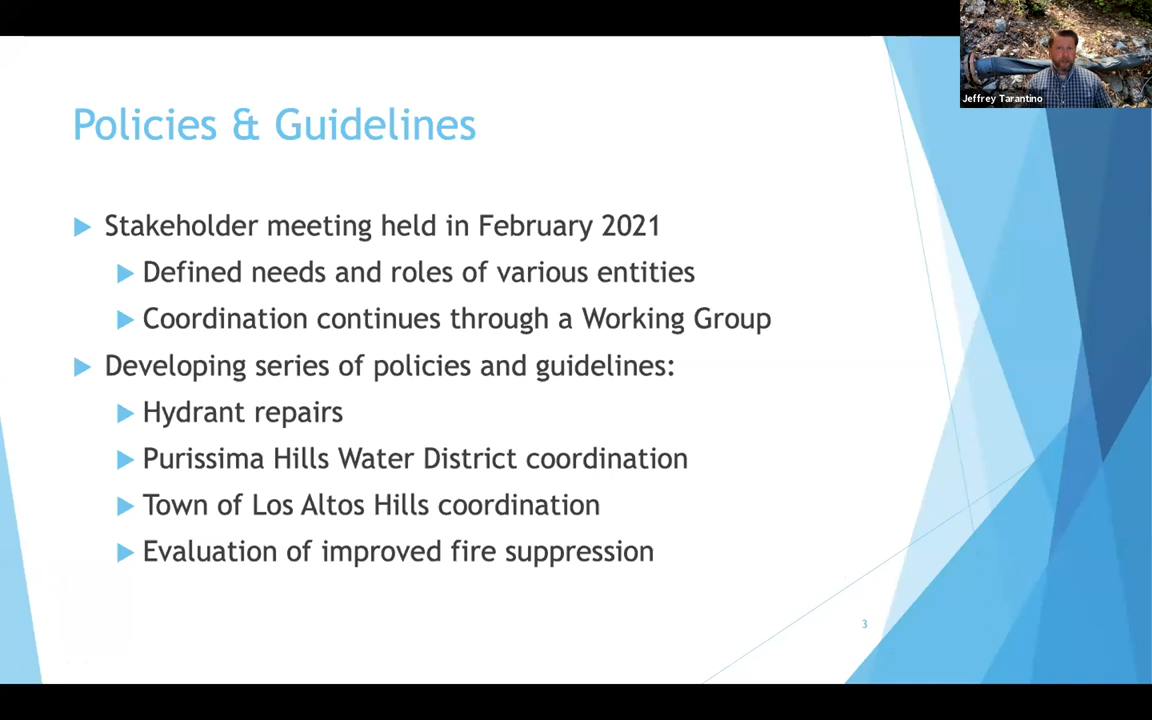 Jeffrey Tarantino
Policies & Guidelines
Stakeholder meeting held in February 2021
Defined needs and roles of various entities
Coordination continues through a Working Group
Developing series of policies and guidelines:
Hydrant repairs
Purissima Hills Water District coordination
Town of Los Altos Hills coordination
Evaluation of improved fire suppression
3